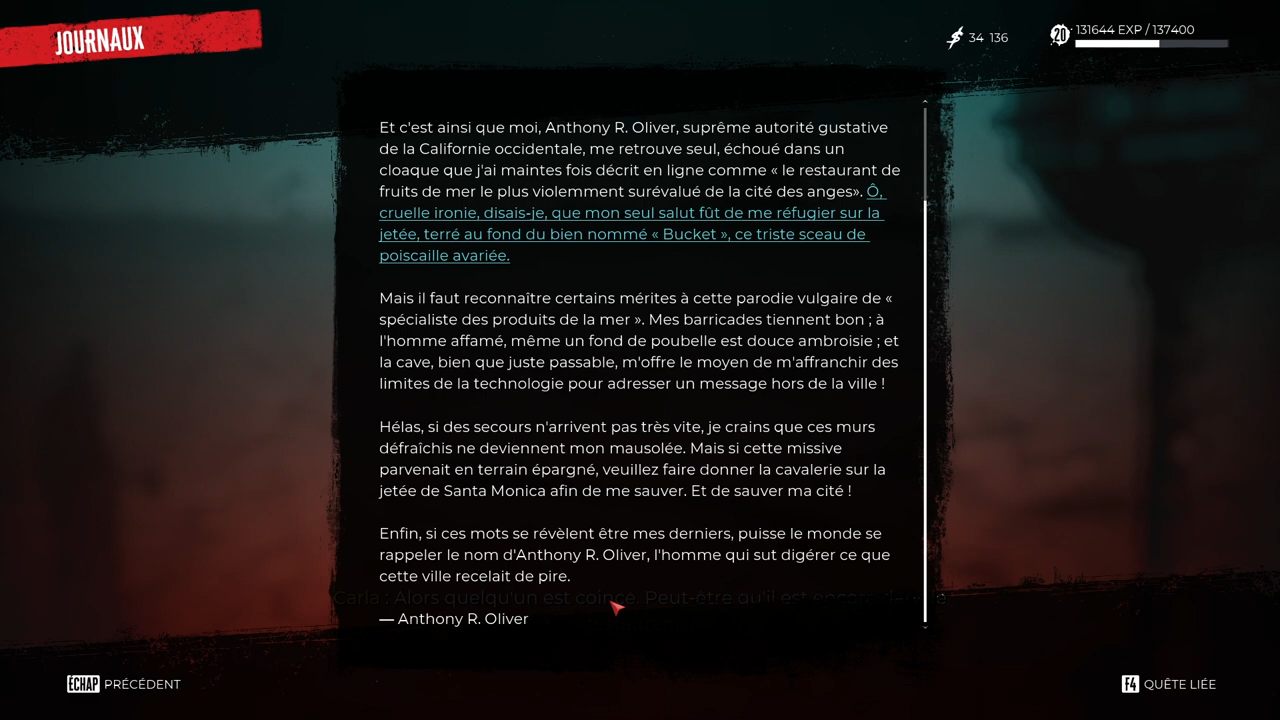 JOURNAUX
34 136
20
131644 EXP / 137400
Et c'est ainsi que moi, Anthony R. Oliver, suprême autorité gustative
de la Californie occidentale, me retrouve seul, échoué dans un
cloaque que j'ai maintes fois décrit en ligne comme « le restaurant de
fruits de mer le plus violemment surévalué de la cité des anges». Ô,
cruelle ironie, disais-je, que mon seul salut fût de me réfugier sur la
jetée, terré au fond du bien nommé « Bucket », ce triste sceau de
poiscaille avariée.
Mais il faut reconnaître certains mérites à cette parodie vulgaire de «
spécialiste des produits de la mer ». Mes barricades tiennent bon ; à
l'homme affamé, même un fond de poubelle est douce ambroisie ; et
la cave, bien que juste passable, m'offre le moyen de m'affranchir des
limites de la technologie pour adresser un message hors de la ville !
Hélas, si des secours n'arrivent pas très vite, je crains que ces murs
défraîchis ne deviennent mon mausolée. Mais si cette missive
parvenait en terrain épargné, veuillez faire donner la cavalerie sur la
jetée de Santa Monica afin de me sauver. Et de sauver ma cité !
Enfin, si ces mots se révèlent être mes derniers, puisse le monde se
rappeler le nom d'Anthony R. Oliver, l'homme qui sut digérer ce que
cette ville recelait de pire.
Carla : Alors quelqu'un est coincé. Peut-être qu'il est encore
— Anthony R. Oliver
ÉCHAP PRÉCÉDENT
F4 QUÊTE LIÉE